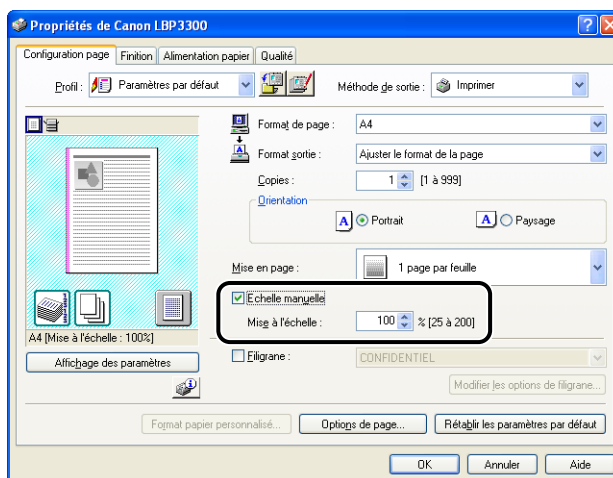 Propriétés de Canon LBP3300
Configuration page Finition Alimentation papier Qualité
Profil : Paramètres par défaut Méthode de sortie : Imprimer
Format de page : A4
Format sortie : Ajuster le format de la page
Copies : 1 [1 à 999]
Orientation
A Portrait A Paysage
Mise en page : 1 page par feuille
Echelle manuelle
Mise à l'échelle : 100 % [25 à 200]
A4 [Mise à l'échelle : 100%]
Affichage des paramètres
Filigrane : CONFIDENTIEL
Modifier les options de filigrane...
Format papier personnalisé... Options de page... Rétablir les paramètres par défaut
OK Annuler Aide